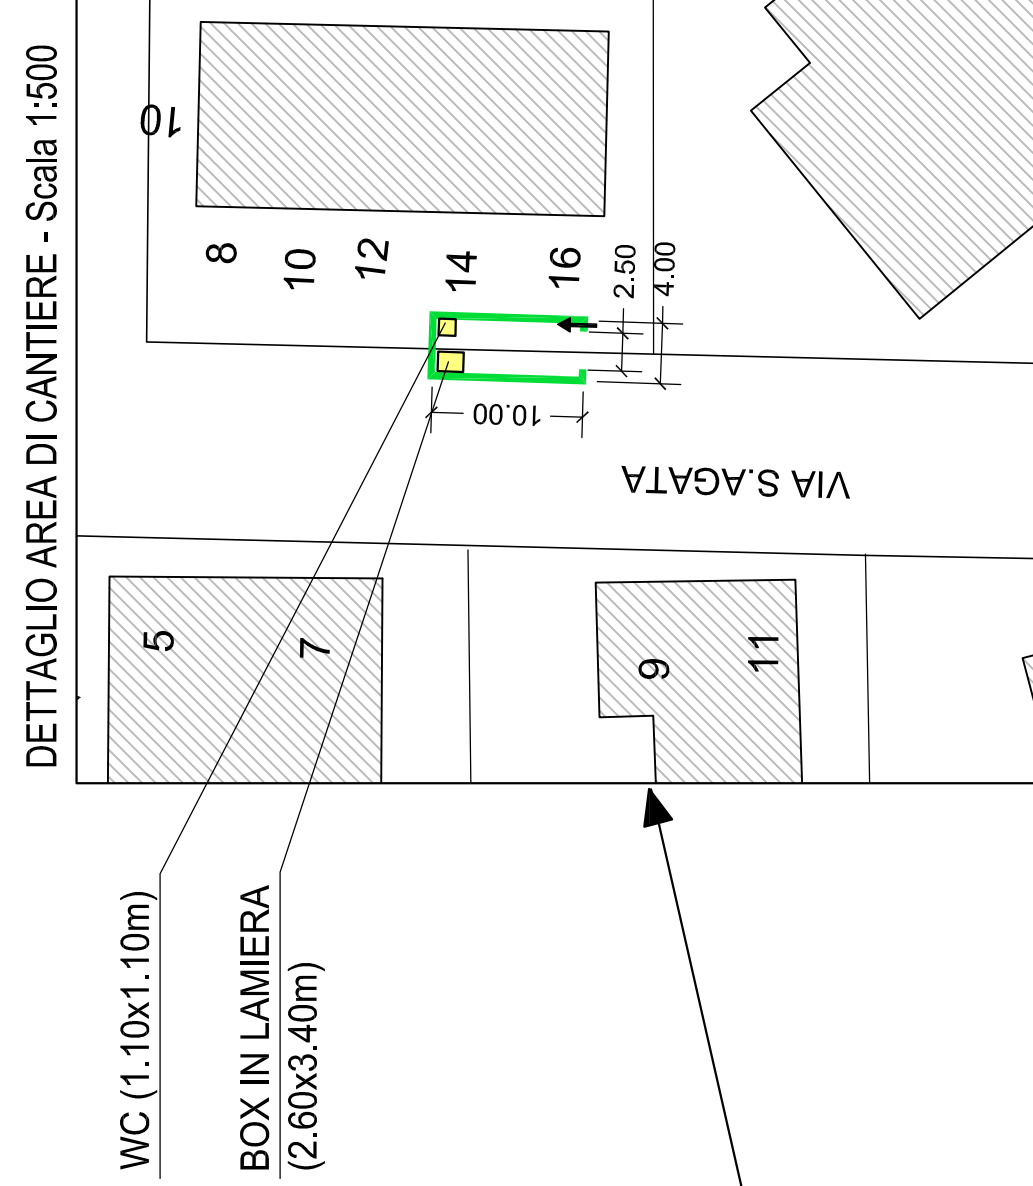 DETTAGLIO AREA DI CANTIERE - Scala 1:500
10
8
10
12
14
16
2.50
4.00
10.00
VIA S.AGATA
5
7
9
11
WC (1.10x1.10m)
BOX IN LAMIERA
(2.60x3.40m)